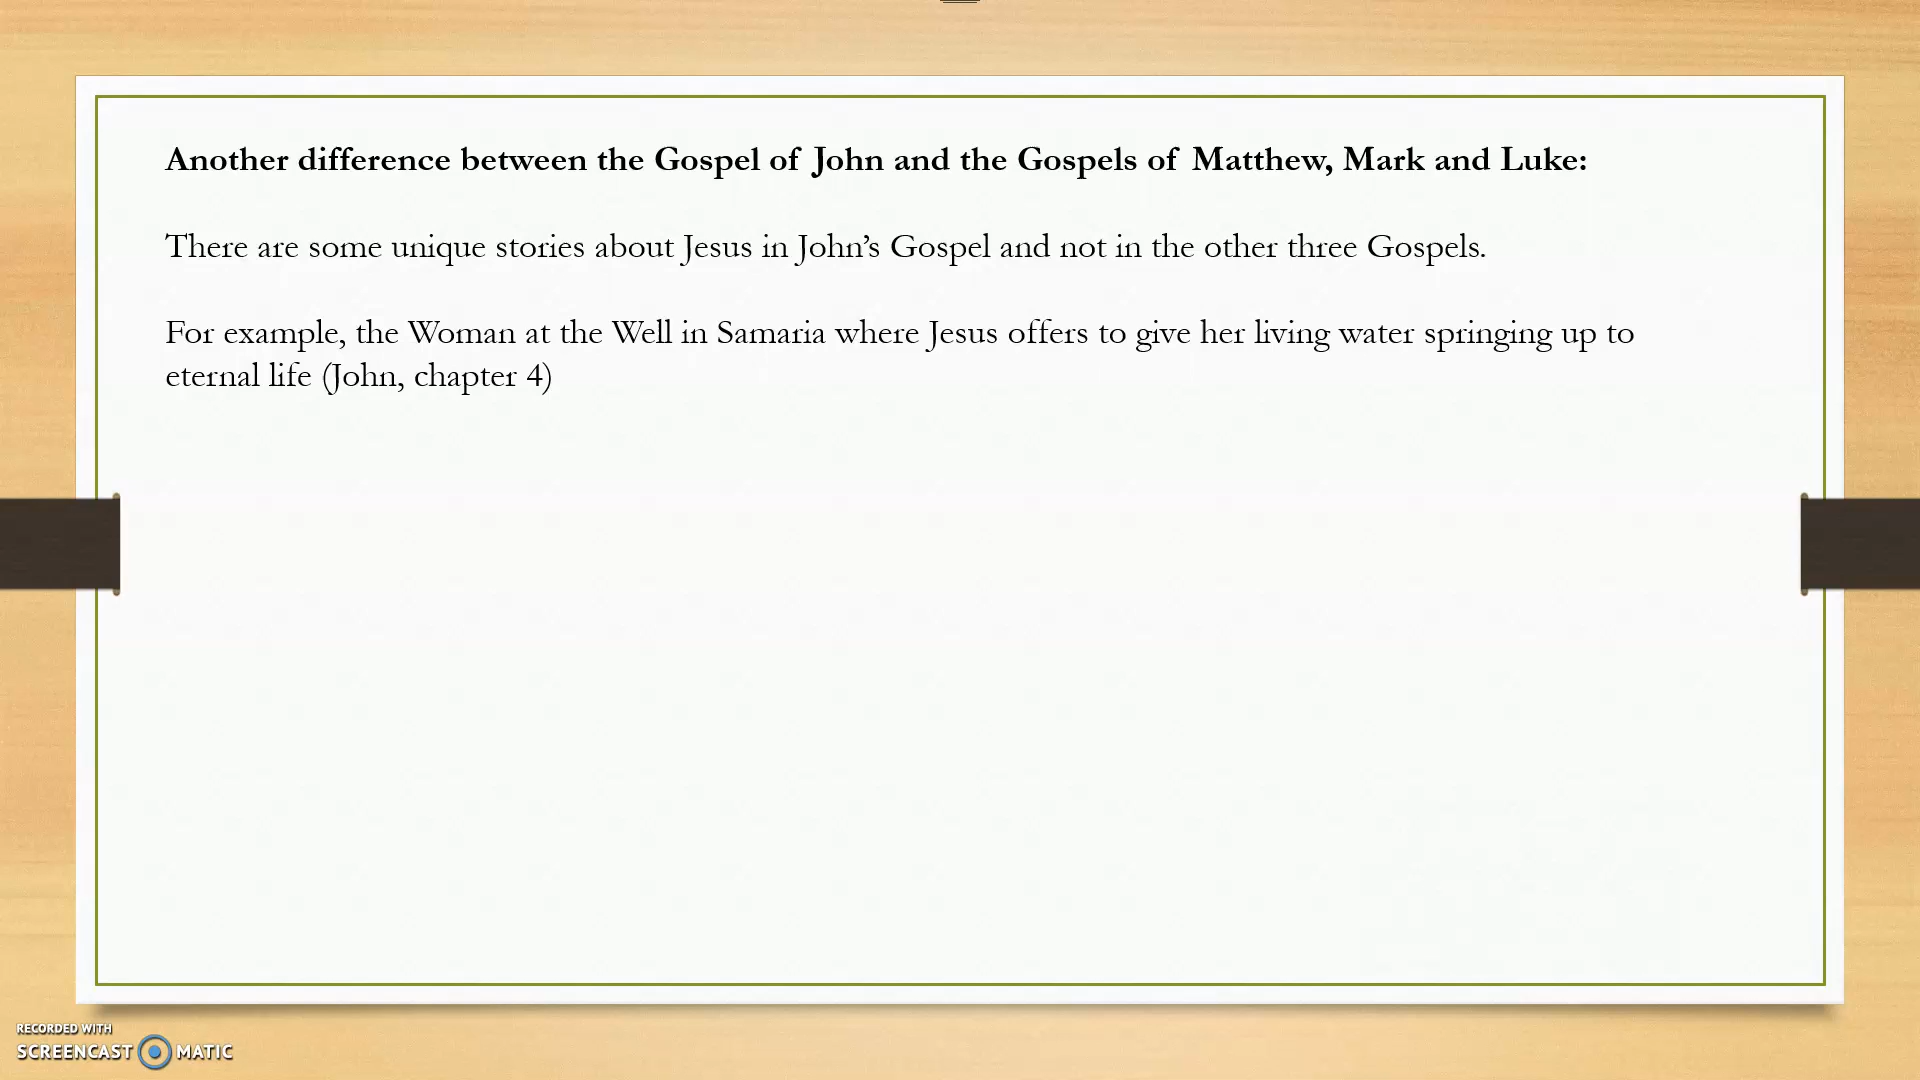 Another difference between the Gospel of John and the Gospels of Matthew, Mark and Luke:
There are some unique stories about Jesus in John’s Gospel and not in the other three Gospels.
For example, the Woman at the Well in Samaria where Jesus offers to give her living water springing up to
eternal life (John, chapter 4)
RECORDED WITH
SCREENCAST MATIC